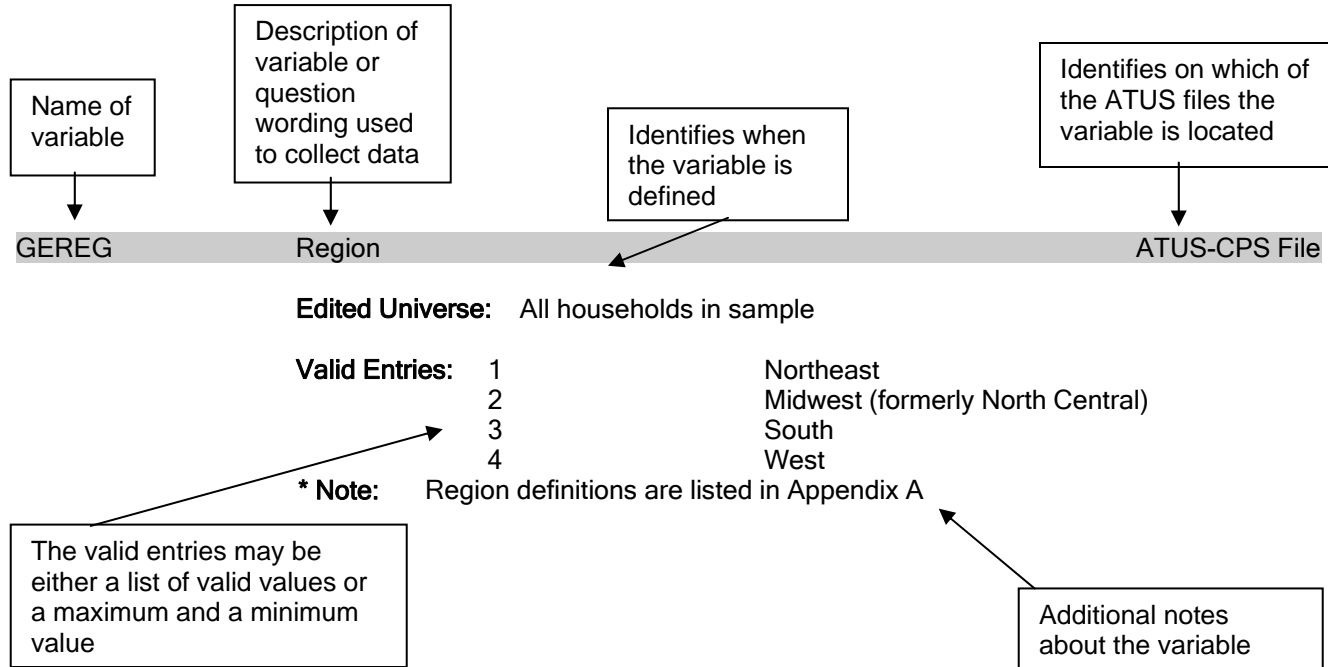 Name of
variable
Description of
variable or
question
wording used
to collect data
Identifies when
the variable is
defined
Identifies on which of
the ATUS files the
variable is located
GEREG Region ATUS-CPS File
Edited Universe: All households in sample
Valid Entries: 1 Northeast
2 Midwest (formerly North Central)
3 South
4 West
* Note: Region definitions are listed in Appendix A
The valid entries may be
either a list of valid values or
a maximum and a minimum
value
Additional notes
about the variable